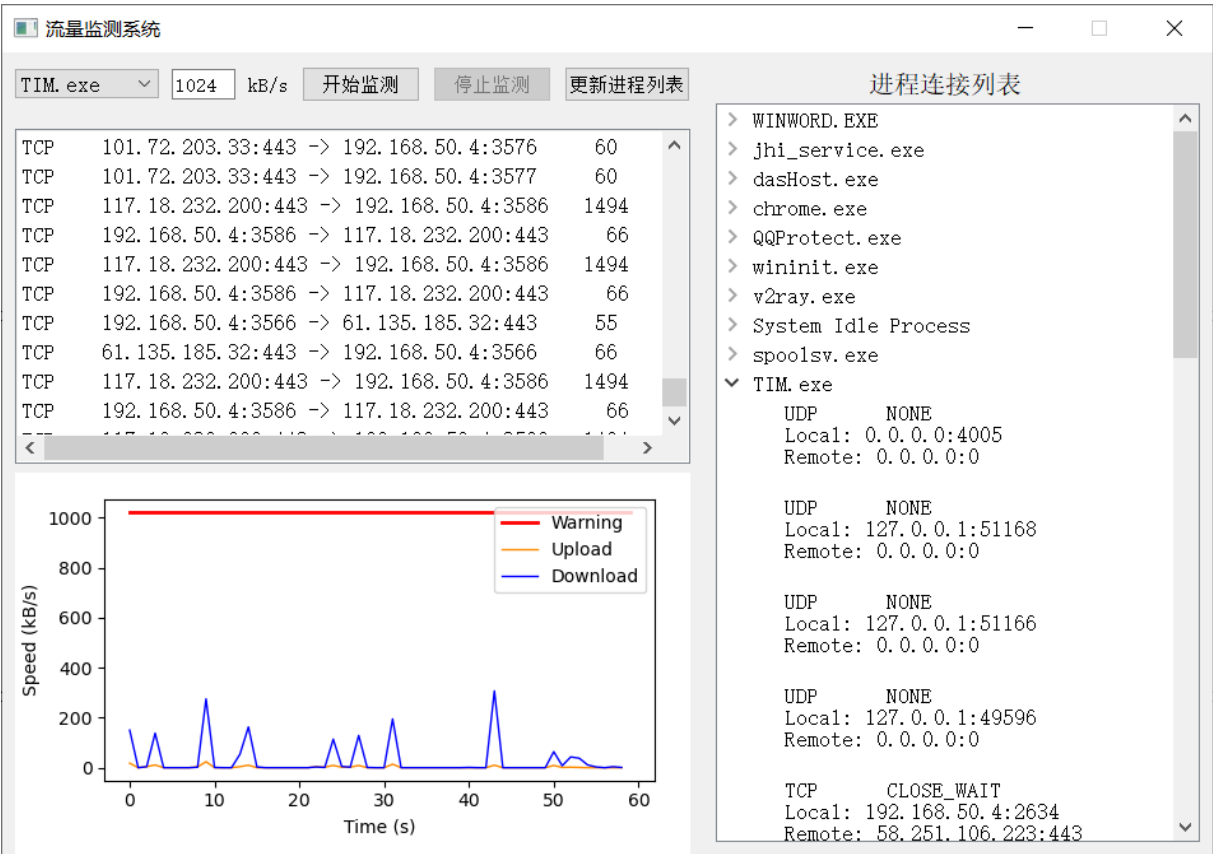 流量监测系统
TIM.exe 1024 kB/s 开始监测 停止监测 更新进程列表
TCP 101.72.203.33:443 -> 192.168.50.4:3576 60
TCP 101.72.203.33:443 -> 192.168.50.4:3577 60
TCP 117.18.232.200:443 -> 192.168.50.4:3586 1494
TCP 192.168.50.4:3586 -> 117.18.232.200:443 66
TCP 117.18.232.200:443 -> 192.168.50.4:3586 1494
TCP 192.168.50.4:3586 -> 117.18.232.200:443 66
TCP 192.168.50.4:3566 -> 61.135.185.32:443 55
TCP 61.135.185.32:443 -> 192.168.50.4:3566 66
TCP 117.18.232.200:443 -> 192.168.50.4:3586 1494
TCP 192.168.50.4:3586 -> 117.18.232.200:443 66
Warning
Upload
Download
Speed (kB/s)
1000
800
600
400
200
0
0 10 20 30 40 50 60
Time (s)
进程连接列表
WINWORD.EXE
jhi_service.exe
dasHost.exe
chrome.exe
QQProtect.exe
wininit.exe
v2ray.exe
System Idle Process
spoolsv.exe
TIM.exe
UDP NONE
Local: 0.0.0.0:4005
Remote: 0.0.0.0:0
UDP NONE
Local: 127.0.0.1:51168
Remote: 0.0.0.0:0
UDP NONE
Local: 127.0.0.1:51166
Remote: 0.0.0.0:0
UDP NONE
Local: 127.0.0.1:49596
Remote: 0.0.0.0:0
TCP CLOSE_WAIT
Local: 192.168.50.4:2634
Remote: 58.251.106.223:443